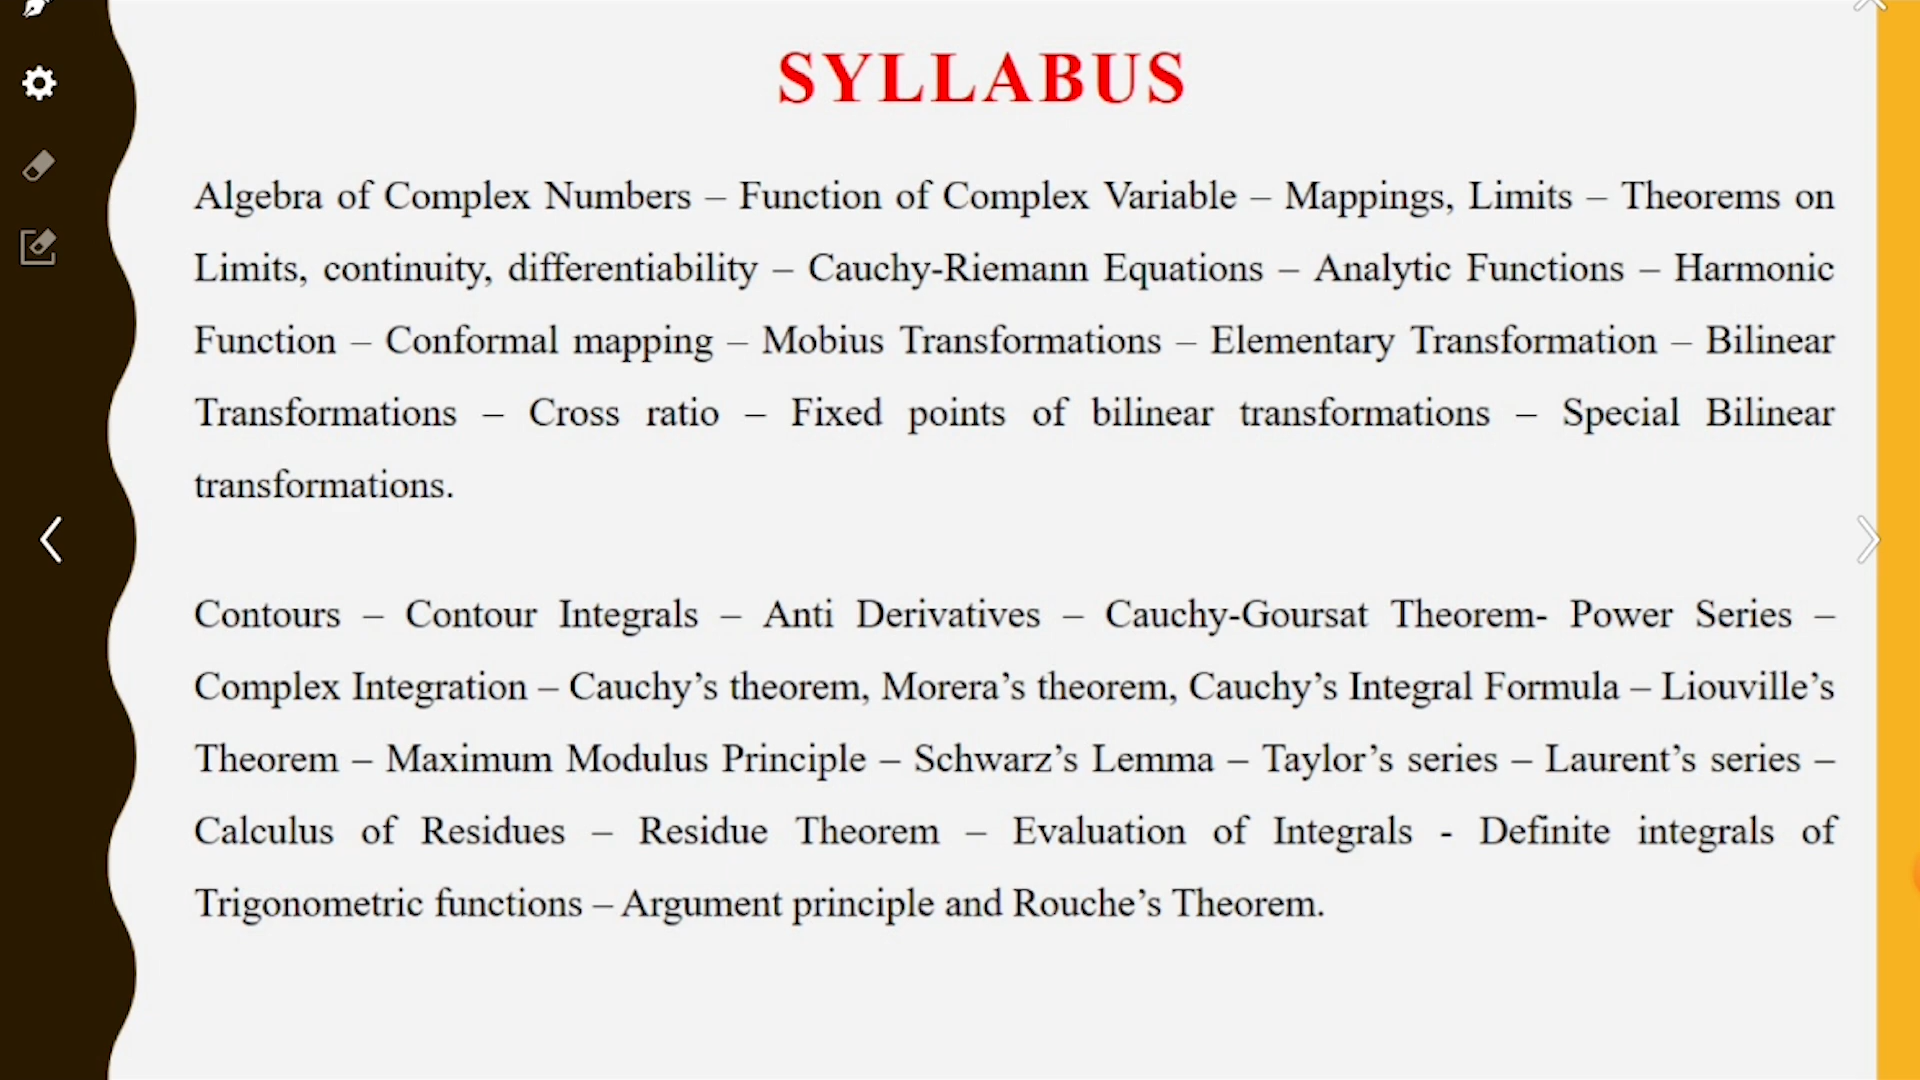 SYLLABUS
Algebra of Complex Numbers – Function of Complex Variable – Mappings, Limits – Theorems on
Limits, continuity, differentiability – Cauchy-Riemann Equations – Analytic Functions – Harmonic
Function – Conformal mapping – Mobius Transformations – Elementary Transformation – Bilinear
Transformations – Cross ratio – Fixed points of bilinear transformations – Special Bilinear
transformations.
Contours – Contour Integrals – Anti Derivatives – Cauchy-Goursat Theorem- Power Series –
Complex Integration – Cauchy’s theorem, Morera’s theorem, Cauchy’s Integral Formula – Liouville’s
Theorem – Maximum Modulus Principle – Schwarz’s Lemma – Taylor’s series – Laurent’s series –
Calculus of Residues – Residue Theorem – Evaluation of Integrals - Definite integrals of
Trigonometric functions – Argument principle and Rouche’s Theorem.